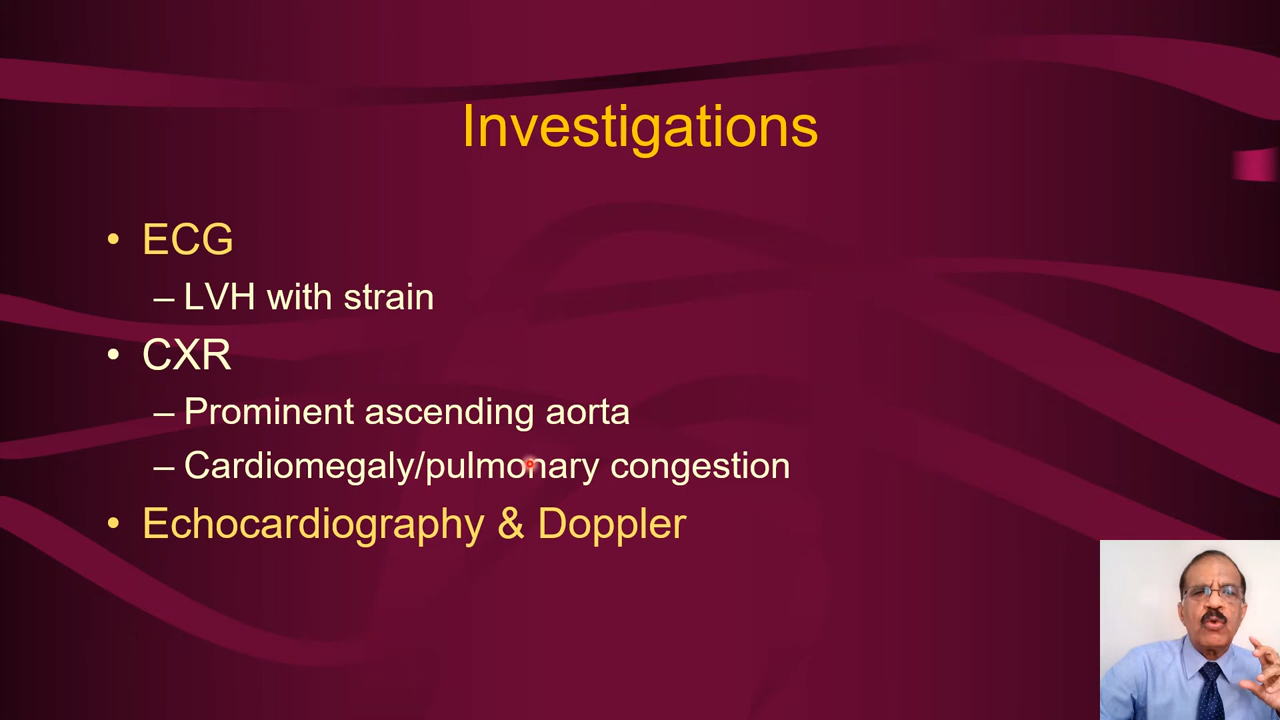 Investigations
• ECG
– LVH with strain
• CXR
– Prominent ascending aorta
– Cardiomegaly/pulmonary congestion
• Echocardiography & Doppler